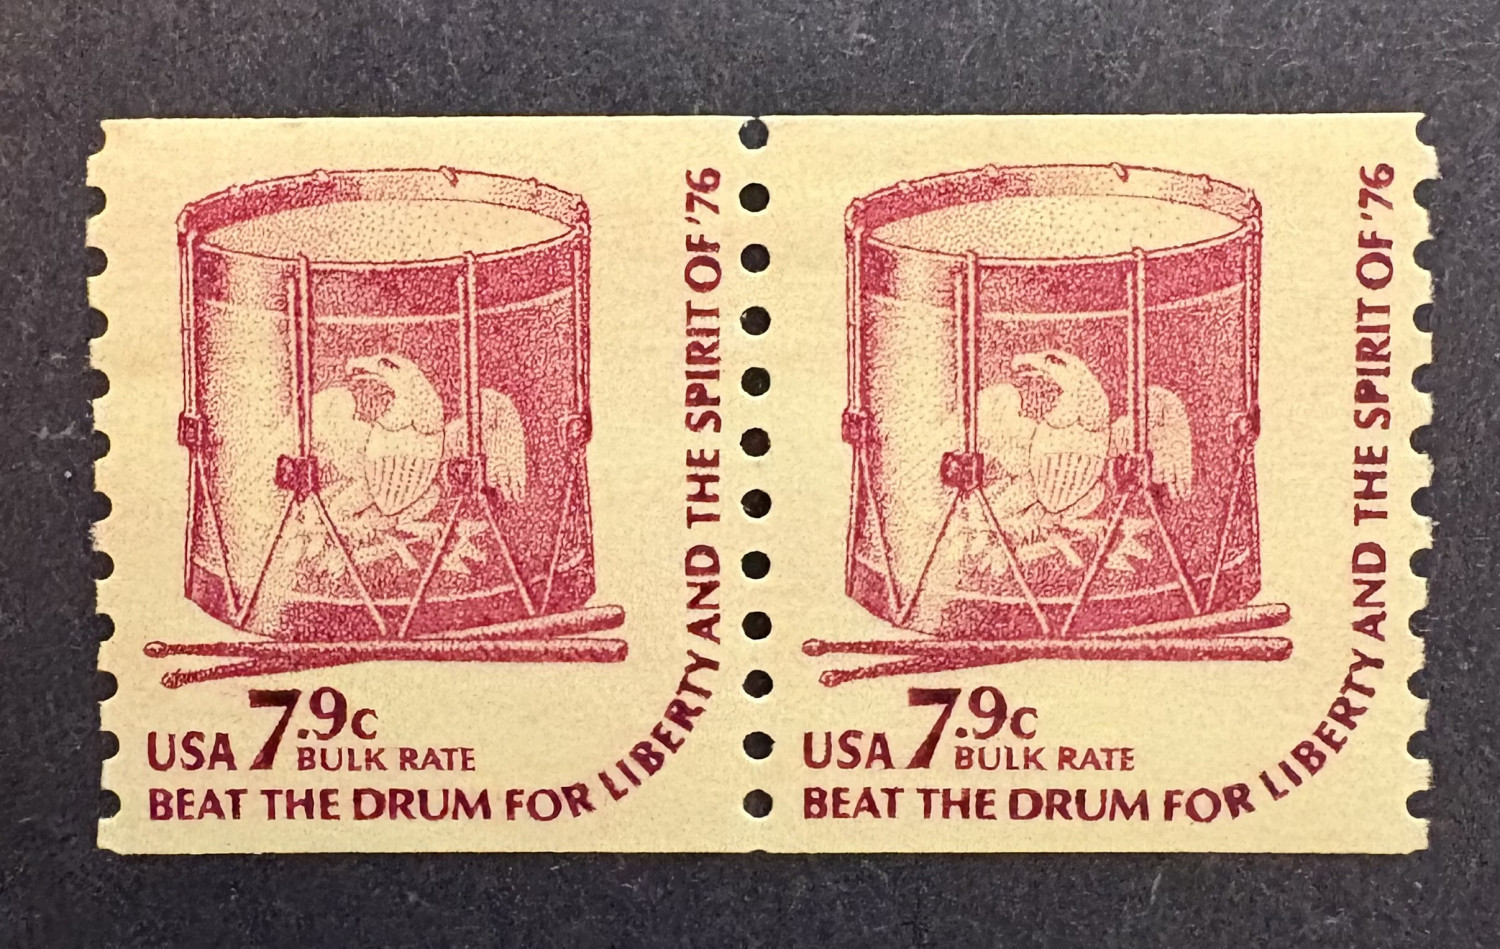 USA 7.9c
BULK RATE
BEAT THE DRUM FOR LIBERTY AND THE SPIRIT OF '76
USA 7.9c
BULK RATE
BEAT THE DRUM FOR LIBERTY AND THE SPIRIT OF '76